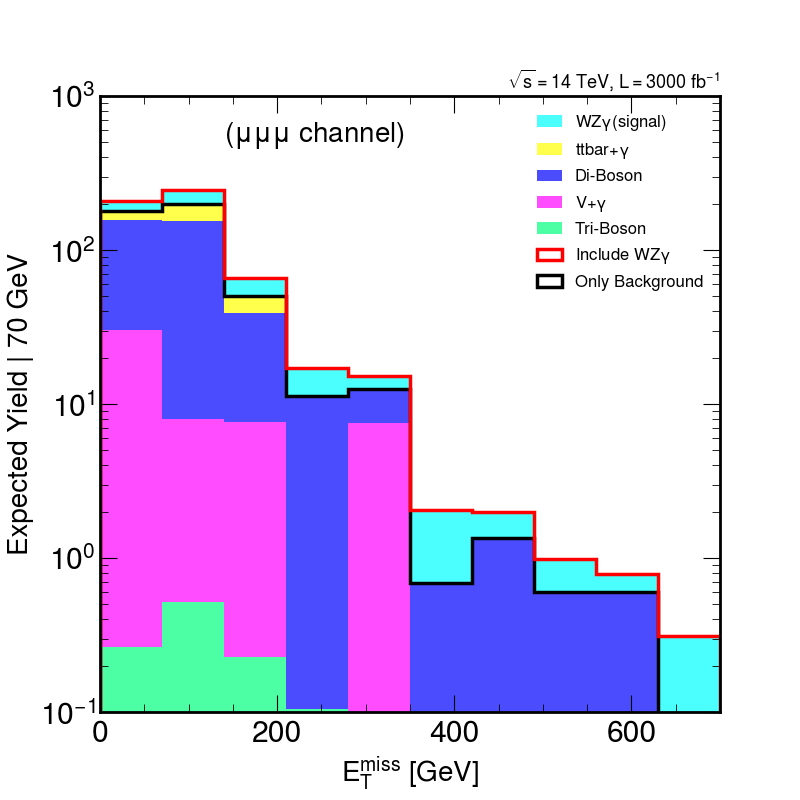 √s = 14 TeV, L = 3000 fb⁻¹
(μμμ channel)
WZγ(signal)
ttbar+γ
Di-Boson
V+γ
Tri-Boson
Include WZγ
Only Background
Expected Yield | 70 GeV
10³
10²
10¹
10⁰
10⁻¹
0 200 400 600
E_T^miss [GeV]